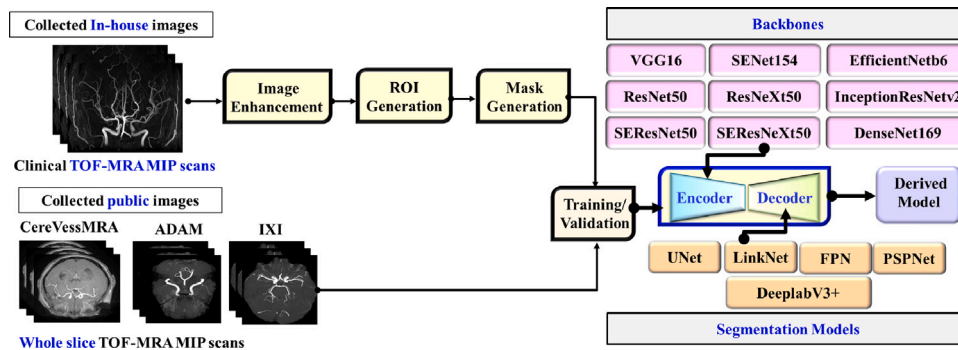 Collected In-house images
Clinical TOF-MRA MIP scans
Collected public images
CereVessMRA
ADAM
IXI
Whole slice TOF-MRA MIP scans
Image
Enhancement
ROI
Generation
Mask
Generation
Training/
Validation
Backbones
VGG16
SENet154
EfficientNetb6
ResNet50
ResNeXt50
InceptionResNetv2
SEResNet50
SEResNeXt50
DenseNet169
Encoder
Decoder
Derived
Model
UNet
LinkNet
FPN
PSPNet
DeeplabV3+
Segmentation Models